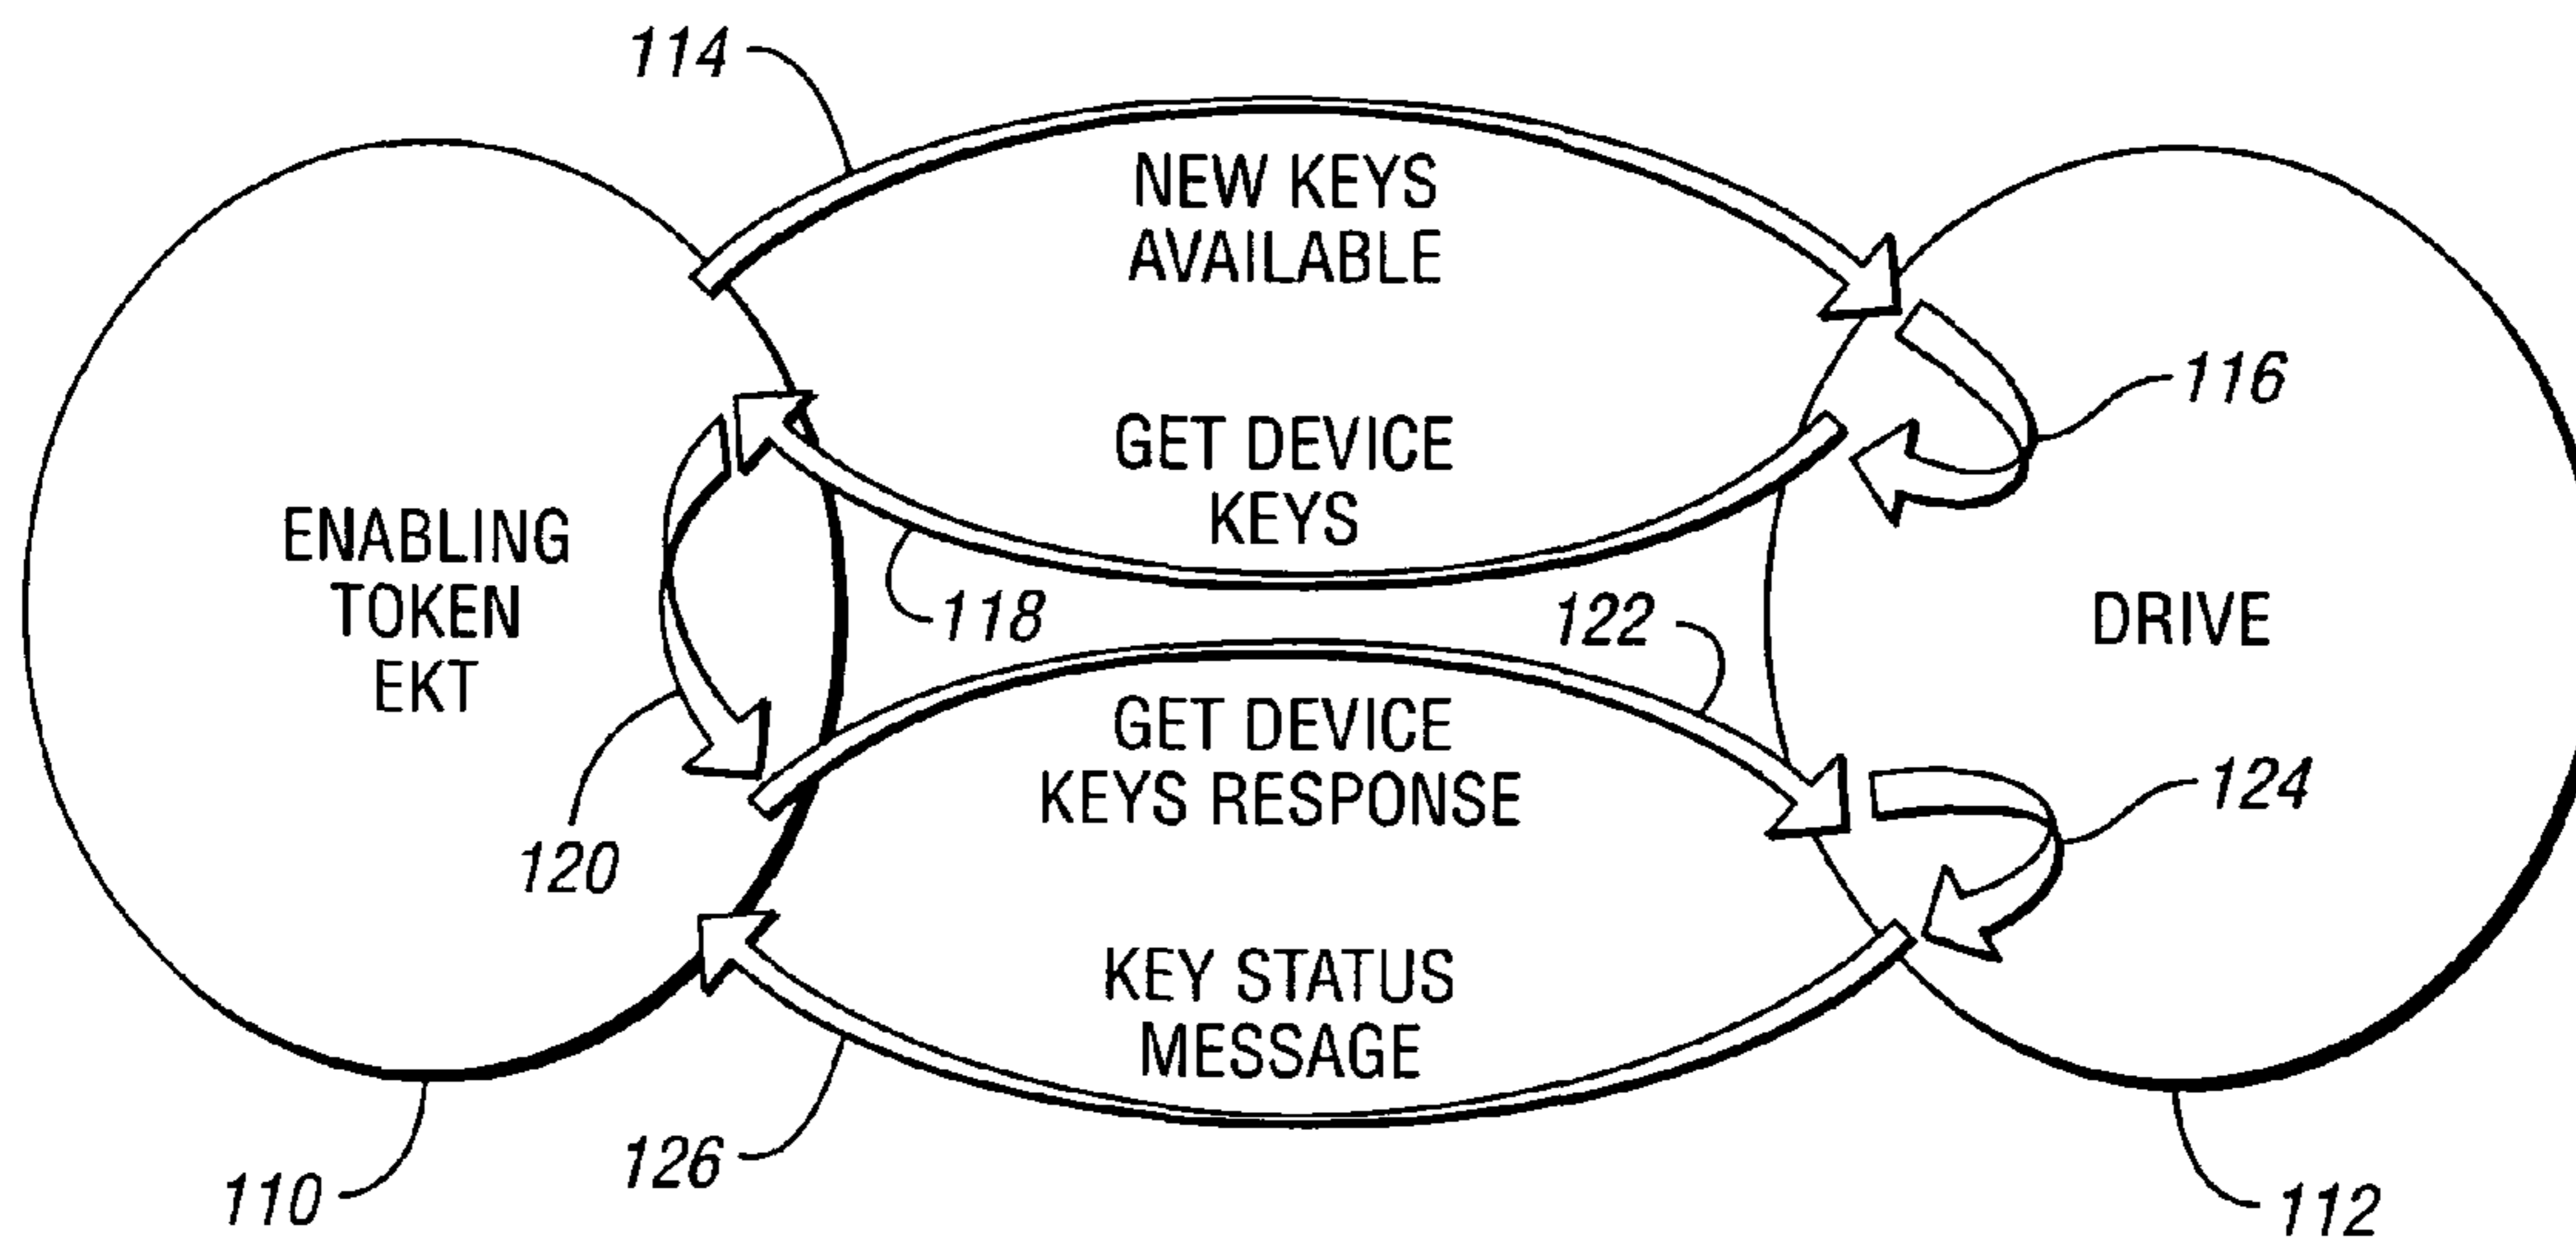 114
NEW KEYS
AVAILABLE
116
GET DEVICE
KEYS
ENABLING
TOKEN
EKT
118
122
DRIVE
GET DEVICE
KEYS RESPONSE
124
120
KEY STATUS
MESSAGE
126
110
112